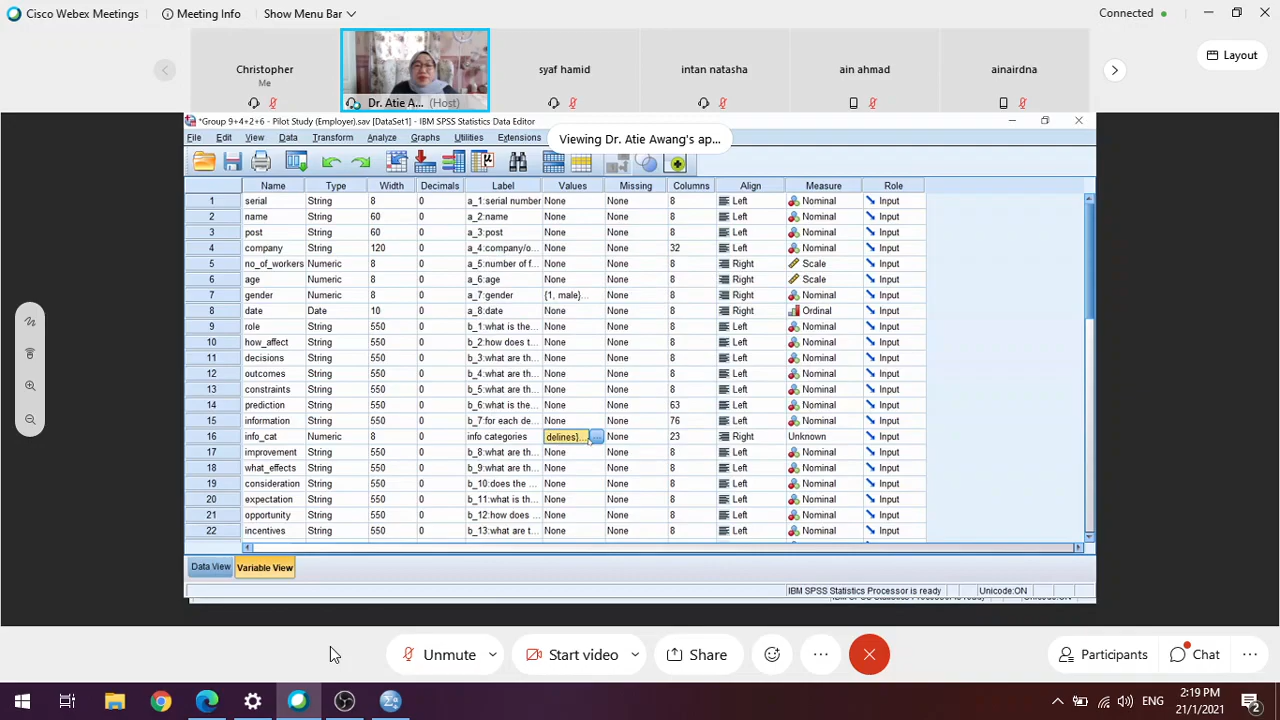 Cisco Webex Meetings Meeting Info Show Menu Bar Connected
Christopher
Me
Dr. Atie A... (Host)
syaf hamid
intan natasha
ain ahmad
ainairdna
Layout
*Group 9+4+2+6 - Pilot Study (Employer).sav [DataSet1] - IBM SPSS Statistics Data Editor
File Edit View Data Transform Analyze Graphs Utilities Extensions
Viewing Dr. Atie Awang's ap...
Name Type Width Decimals Label Values Missing Columns Align Measure Role
1 serial String 8 0 a_1:serial number None None 8 Left Nominal Input
2 name String 60 0 a_2:name None None 8 Left Nominal Input
3 post String 60 0 a_3:post None None 8 Left Nominal Input
4 company String 120 0 a_4:company/o... None None 32 Left Nominal Input
5 no_of_workers Numeric 8 0 a_5:number of f... None None 8 Right Scale Input
6 age Numeric 8 0 a_6:age None None 8 Right Scale Input
7 gender Numeric 8 0 a_7:gender {1, male}... None 8 Right Nominal Input
8 date Date 10 0 a_8:date None None 8 Right Ordinal Input
9 role String 550 0 b_1:what is the... None None 8 Left Nominal Input
10 how_affect String 550 0 b_2:how does t... None None 8 Left Nominal Input
11 decisions String 550 0 b_3:what are th... None None 8 Left Nominal Input
12 outcomes String 550 0 b_4:what are th... None None 8 Left Nominal Input
13 constraints String 550 0 b_5:what are th... None None 8 Left Nominal Input
14 prediction String 550 0 b_6:what is the... None None 63 Left Nominal Input
15 information String 550 0 b_7:for each de... None None 76 Left Nominal Input
16 info_cat Numeric 8 0 info categories delines}... None 23 Right Unknown Input
17 improvement String 550 0 b_8:what are th... None None 8 Left Nominal Input
18 what_effects String 550 0 b_9:what are th... None None 8 Left Nominal Input
19 consideration String 550 0 b_10:does the ... None None 8 Left Nominal Input
20 expectation String 550 0 b_11:what is th... None None 8 Left Nominal Input
21 opportunity String 550 0 b_12:how does ... None None 8 Left Nominal Input
22 incentives String 550 0 b_13:what are t... None None 8 Left Nominal Input
Data View Variable View
IBM SPSS Statistics Processor is ready Unicode:ON
Unmute Start video Share Participants Chat
ENG
2:19 PM
21/1/2021
2